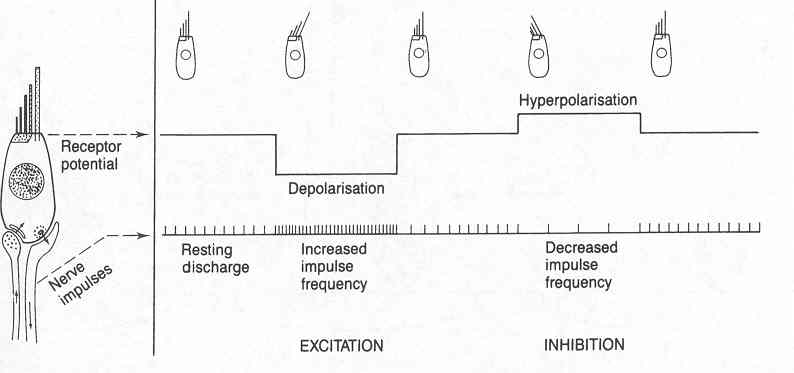 Hyperpolarisation
Receptor
potential
Depolarisation
Resting
discharge
Increased
impulse
frequency
Decreased
impulse
frequency
Nerve
impulses
EXCITATION
INHIBITION